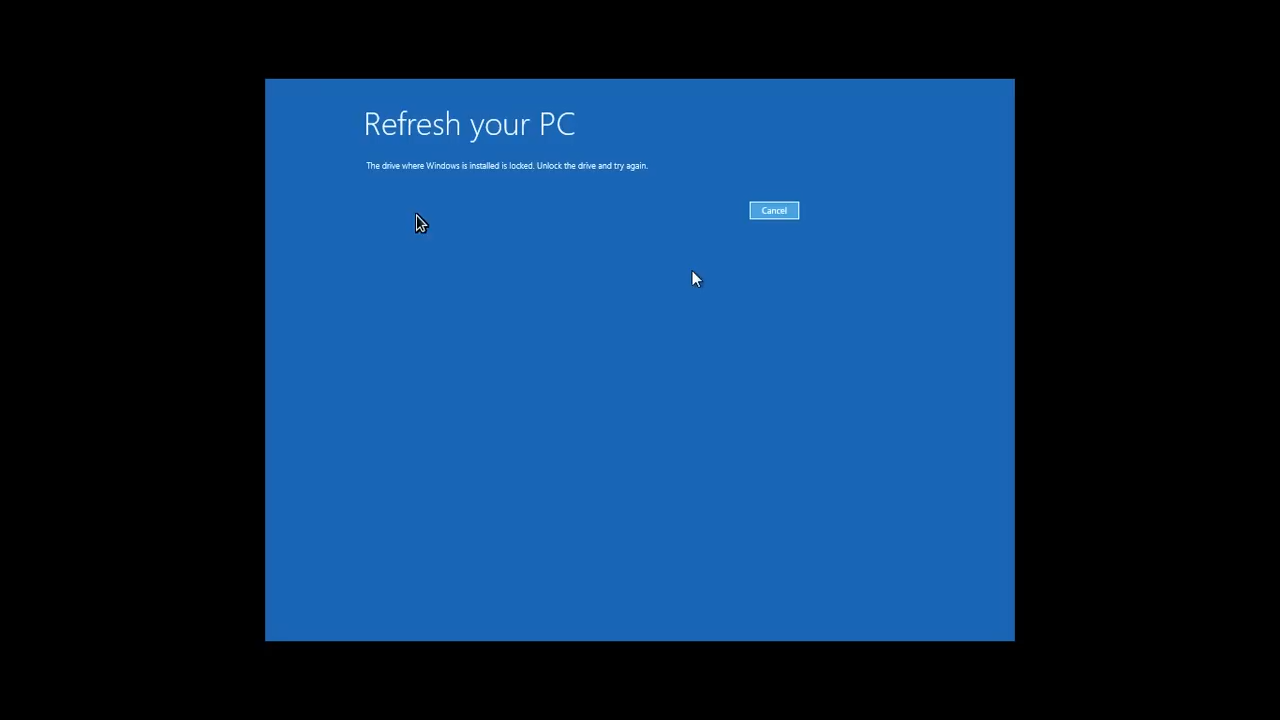 Refresh your PC
The drive where Windows is installed is locked. Unlock the drive and try again.
Cancel